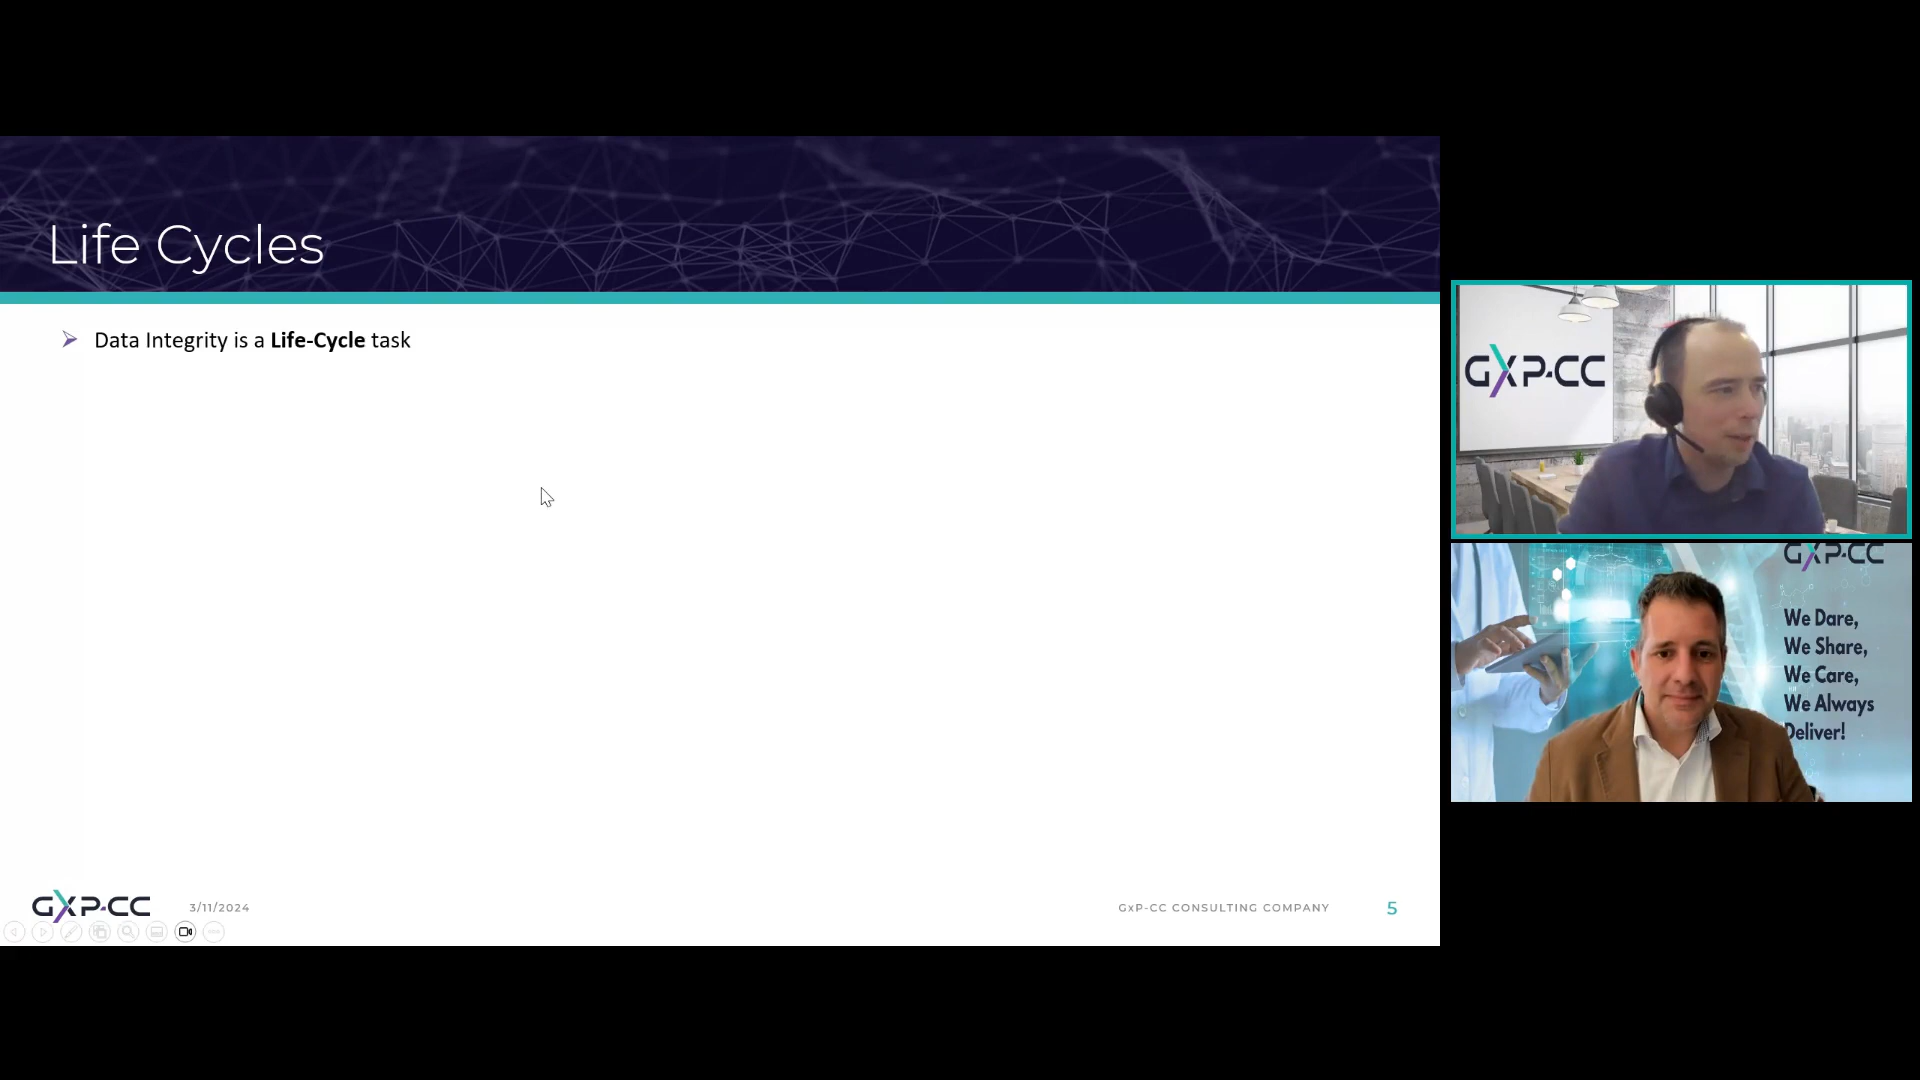 Life Cycles
Data Integrity is a Life-Cycle task
GXP-CC
3/11/2024
GxP-CC CONSULTING COMPANY
5
GXP-CC
GXP-CC
We Dare,
We Share,
We Care,
We Always
Deliver!